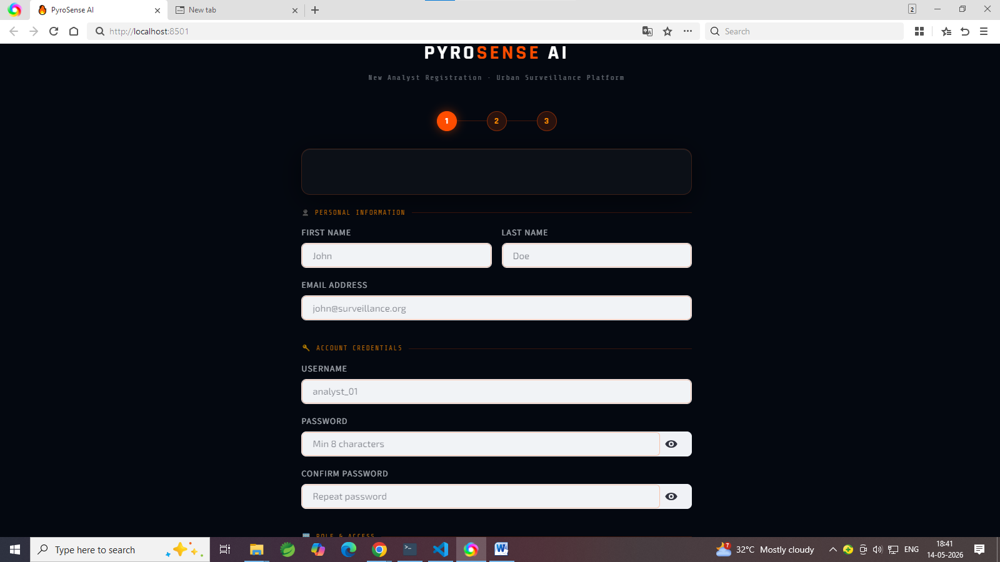 PyroSense AI
New tab
2
http://localhost:8501
Search
PYROSENSE AI
New Analyst Registration - Urban Surveillance Platform
1 2 3
PERSONAL INFORMATION
FIRST NAME LAST NAME
John Doe
EMAIL ADDRESS
john@surveillance.org
ACCOUNT CREDENTIALS
USERNAME
analyst_01
PASSWORD
Min 8 characters
CONFIRM PASSWORD
Repeat password
ROLE & ACCESS
Type here to search
7
32°C Mostly cloudy
ENG
18:41
14-05-2026